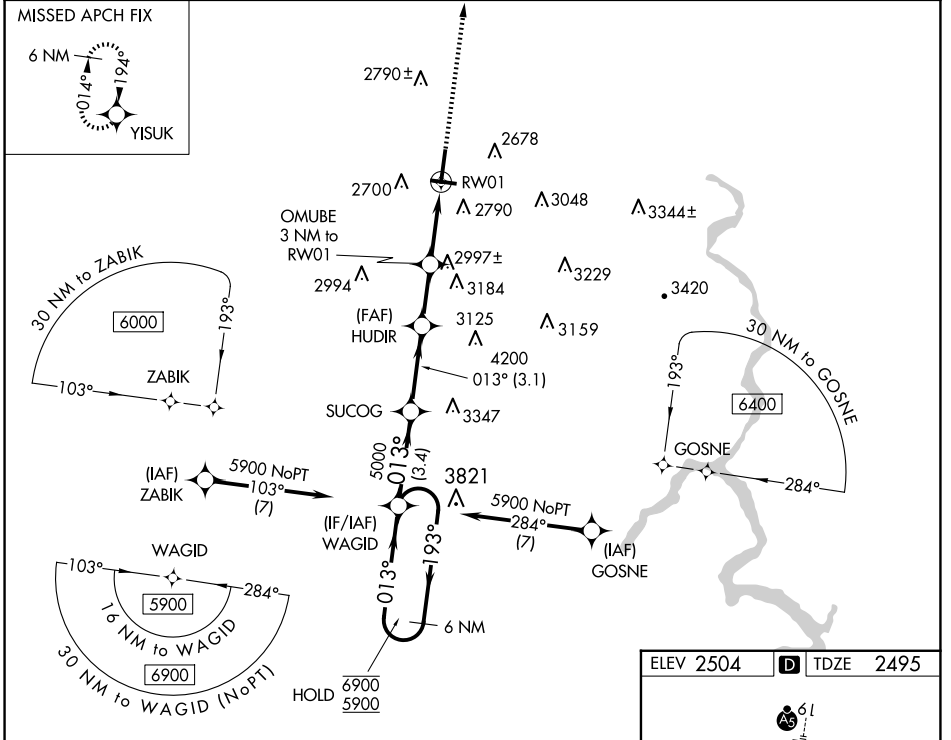 MISSED APCH FIX
6 NM
014°
194°
YISUK
2790±
2678
2700
RW01
2790
3048
3344±
OMUBE
3 NM to
RW01
2997±
2994
3184
3229
3420
(FAF)
HUDIR
3125
3159
4200
013° (3.1)
30 NM to ZABIK
6000
193°
103°
ZABIK
30 NM to GOSNE
193°
6400
GOSNE
284°
SUCOG
3347
5000
013°
(3.4)
(IAF)
ZABIK
5900 NoPT
103°
(7)
3821
(IF/IAF)
WAGID
5900 NoPT
284°
(7)
(IAF)
GOSNE
013°
193°
6 NM
HOLD
6900
5900
WAGID
103°
284°
5900
16 NM to WAGID
6900
30 NM to WAGID (NoPT)
ELEV 2504
D
TDZE 2495
A5